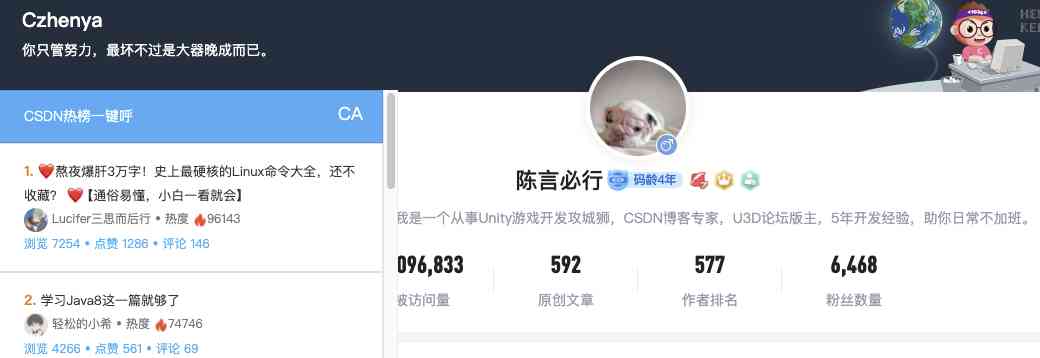 Czhenya
你只管努力，最坏不过是大器晚成而已。
CSDN热榜一键呼
CA
1. ❤️熬夜爆肝3万字！史上最硬核的Linux命令大全，还不
收藏？ ❤️【通俗易懂，小白一看就会】
Lucifer三思而后行 • 热度 🔥96143
浏览 7254 • 点赞 1286 • 评论 146
2. 学习Java8这一篇就够了
轻松的小希 • 热度 🔥74746
浏览 4266 • 点赞 561 • 评论 69
陈言必行 码龄4年
我是一个从事Unity游戏开发攻城狮，CSDN博客专家，U3D论坛版主，5年开发经验，助你日常不加班。
096,833 592 577 6,468
被访问量 原创文章 作者排名 粉丝数量